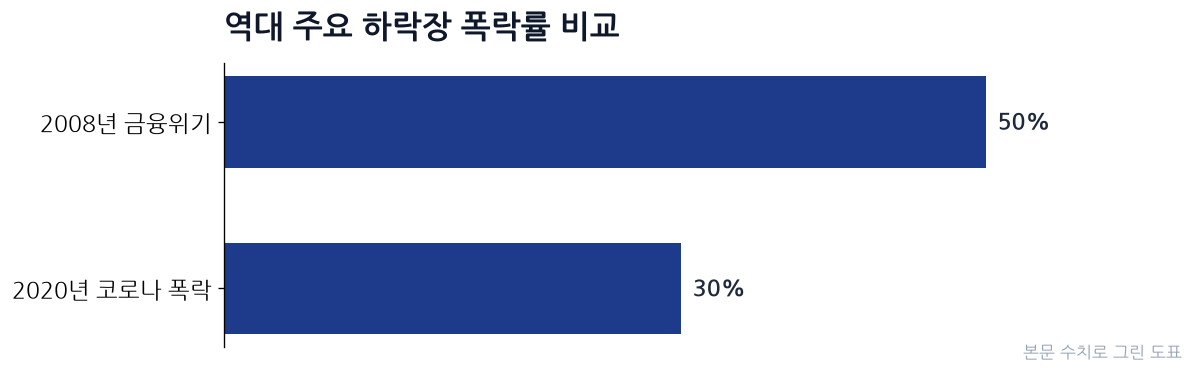 역대 주요 하락장 폭락률 비교
2008년 금융위기
50%
2020년 코로나 폭락
30%
본문 수치로 그린 도표